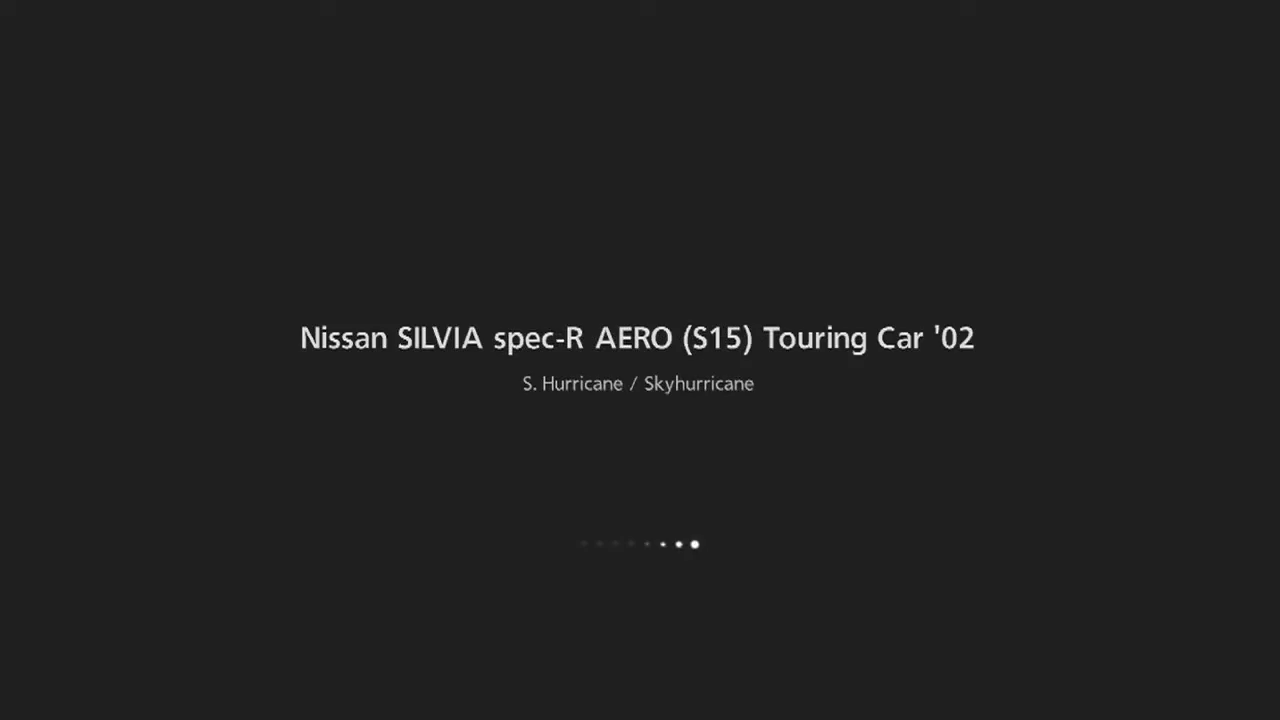 Nissan SILVIA spec-R AERO (S15) Touring Car '02
S. Hurricane / Skyhurricane